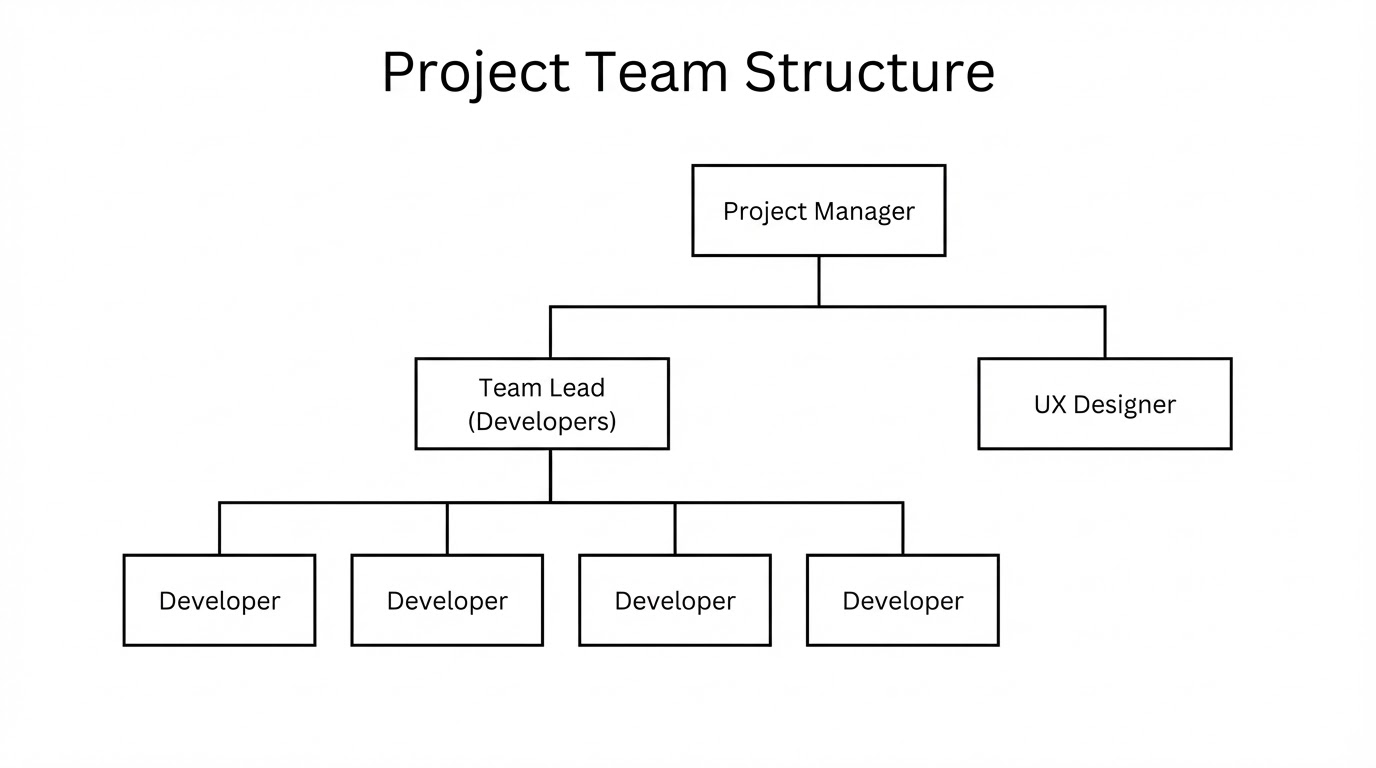 Project Team Structure
Project Manager
Team Lead
(Developers)
UX Designer
Developer
Developer
Developer
Developer